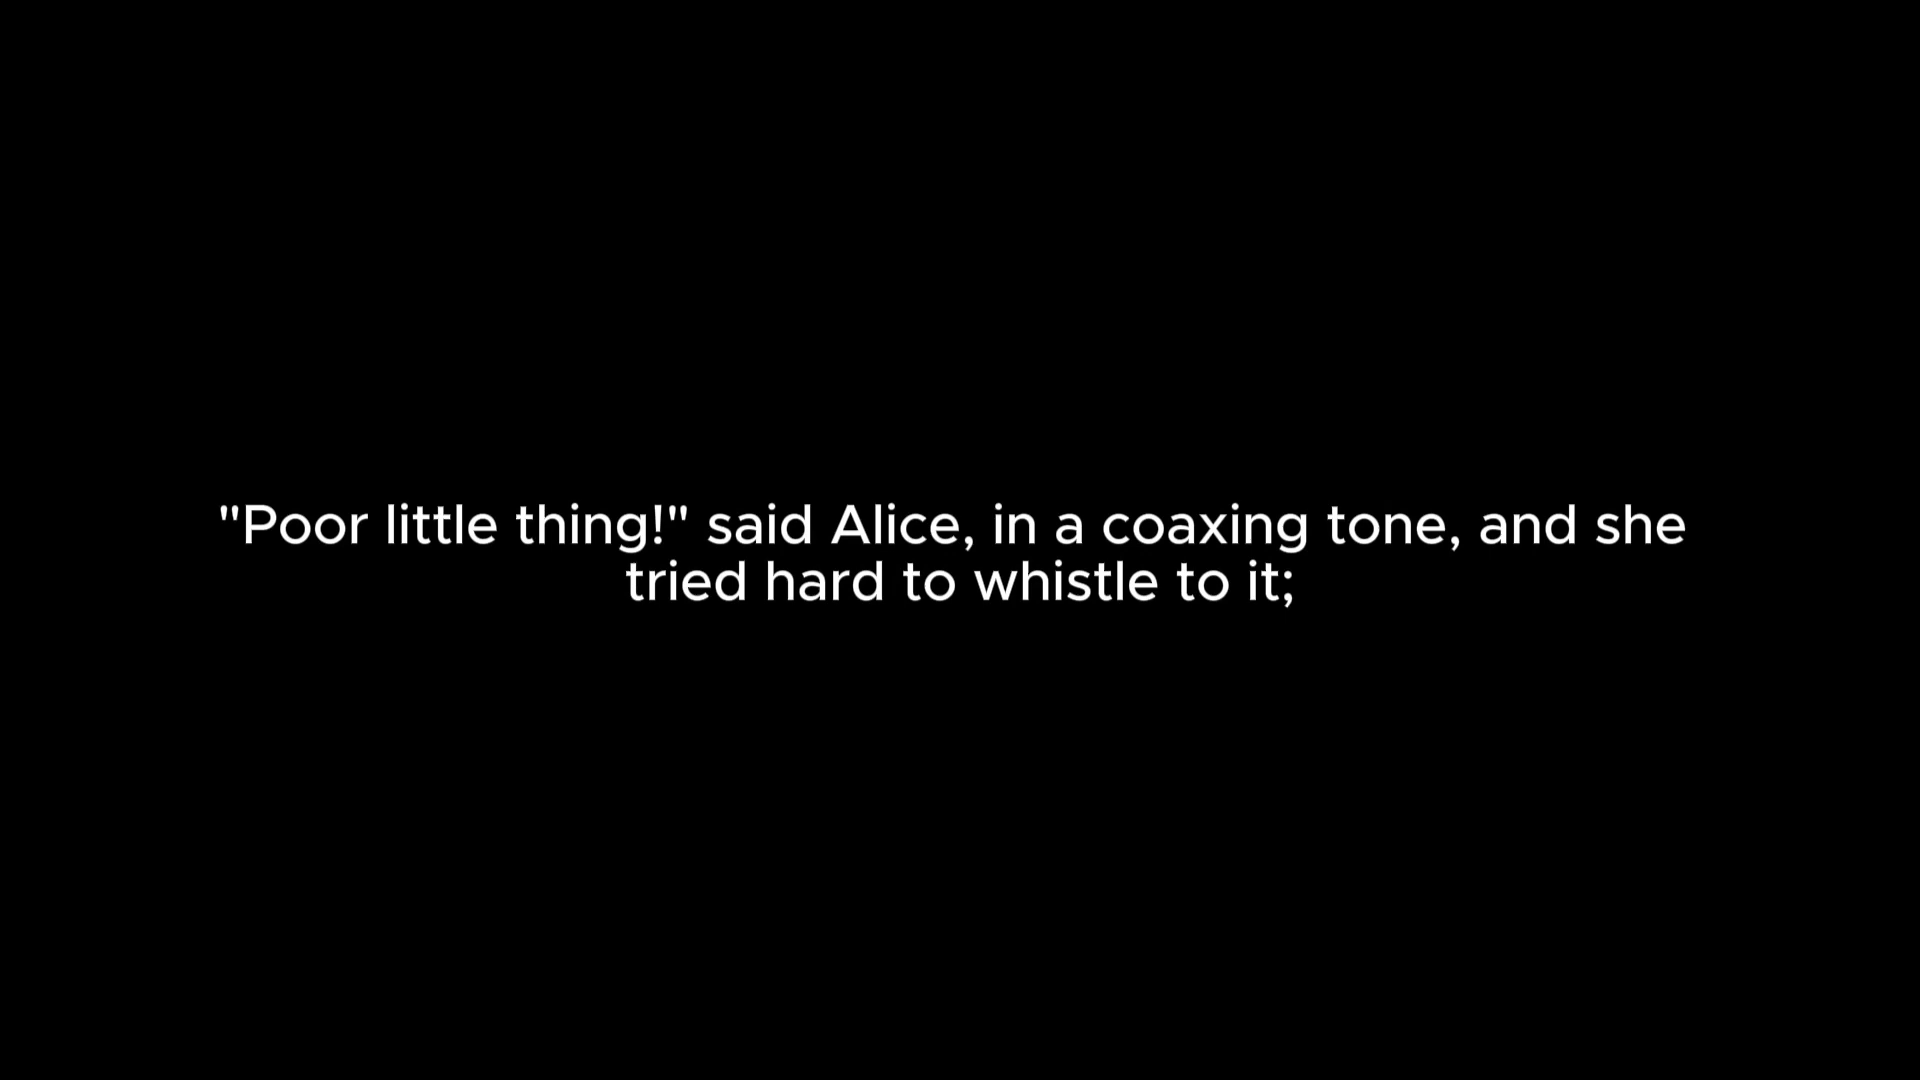 "Poor little thing!" said Alice, in a coaxing tone, and she
tried hard to whistle to it;